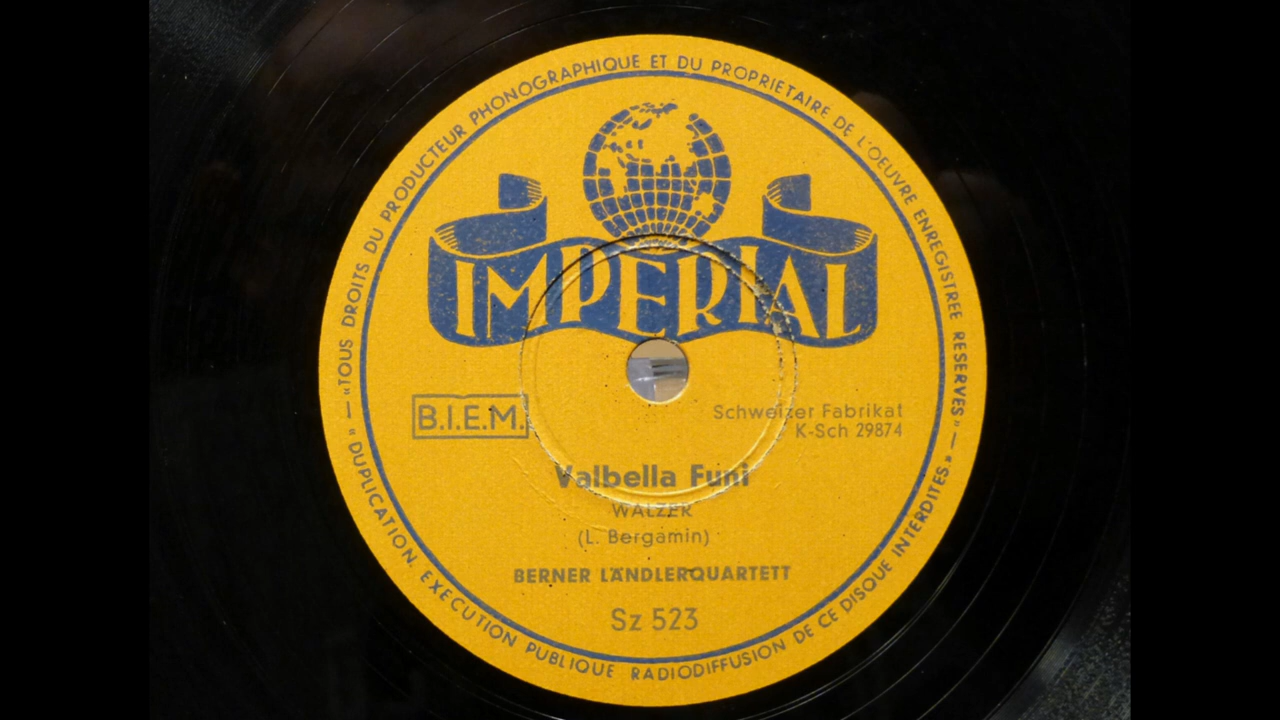 «TOUS DROITS DU PRODUCTEUR PHONOGRAPHIQUE ET DU PROPRIETAIRE DE L'OEUVRE ENREGISTREE RESERVES» —
IMPERIAL
B.I.E.M.
Schweizer Fabrikat
K-Sch 29874
Valbella Funi
WALZER
(L. Bergamin)
BERNER LÄNDLERQUARTETT
Sz 523
— « DUPLICATION, EXECUTION PUBLIQUE RADIODIFFUSION DE CE DISQUE INTERDITES.»